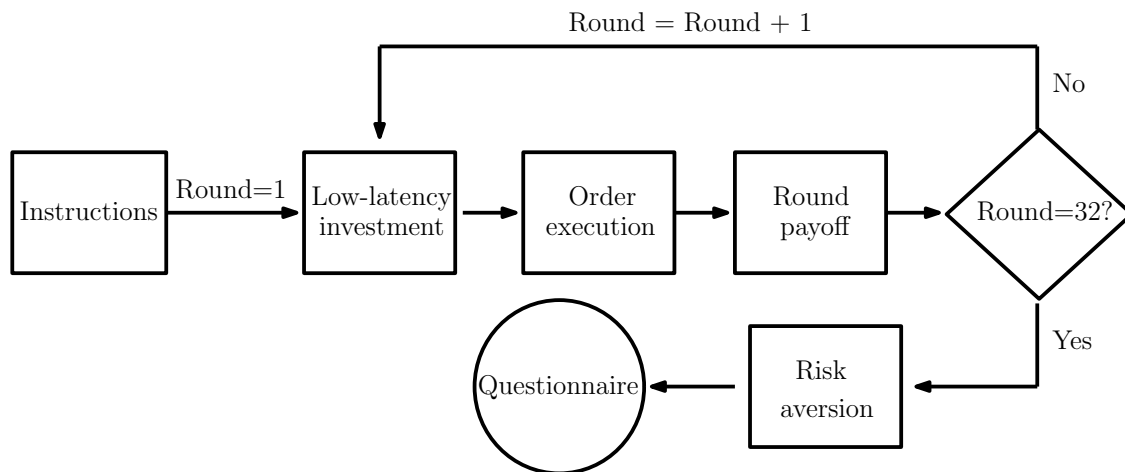 Round = Round + 1
No
Instructions
Round=1
Low-latency
investment
Order
execution
Round
payoff
Round=32?
Yes
Risk
aversion
Questionnaire